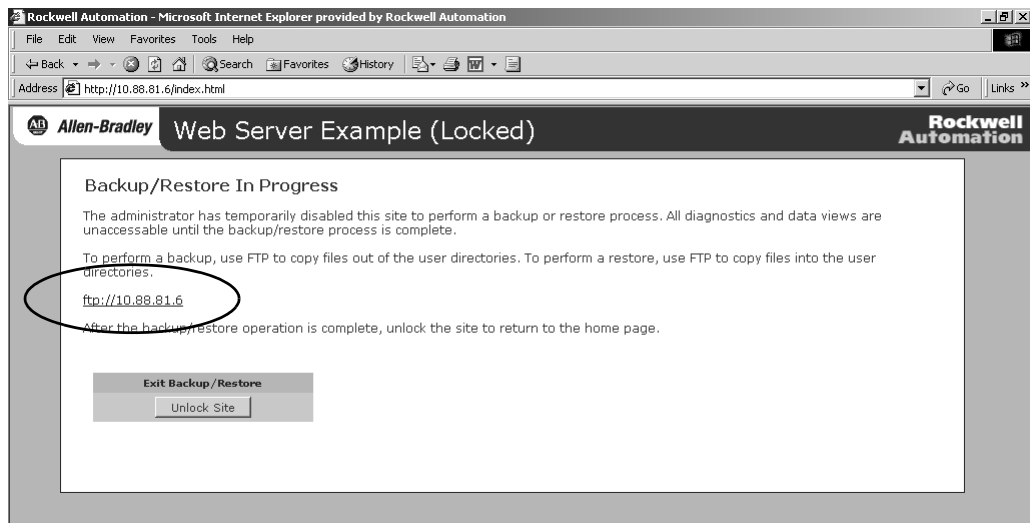 Rockwell Automation - Microsoft Internet Explorer provided by Rockwell Automation
File Edit View Favorites Tools Help
Back Search Favorites History
Address http://10.88.81.6/index.html Go Links »
AB Allen-Bradley Web Server Example (Locked) Rockwell
Automation
Backup/Restore In Progress
The administrator has temporarily disabled this site to perform a backup or restore process. All diagnostics and data views are
unaccessable until the backup/restore process is complete.
To perform a backup, use FTP to copy files out of the user directories. To perform a restore, use FTP to copy files into the user
directories.
ftp://10.88.81.6
After the backup/restore operation is complete, unlock the site to return to the home page.
Exit Backup/Restore
Unlock Site